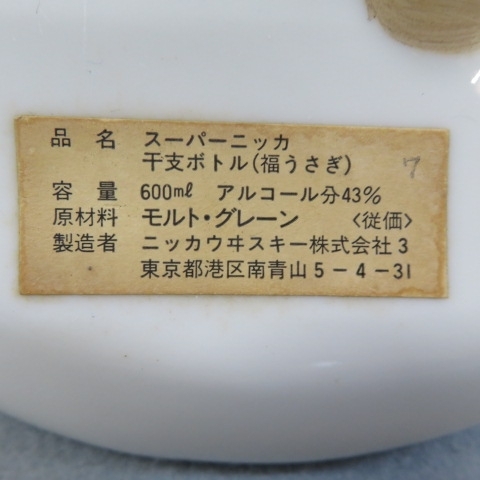 品名 スーパーニッカ
干支ボトル(福うさぎ) 7
容量 600ml アルコール分43%
原材料 モルト・グレーン 〈従価〉
製造者 ニッカウヰスキー株式会社 3
東京都港区南青山5-4-31